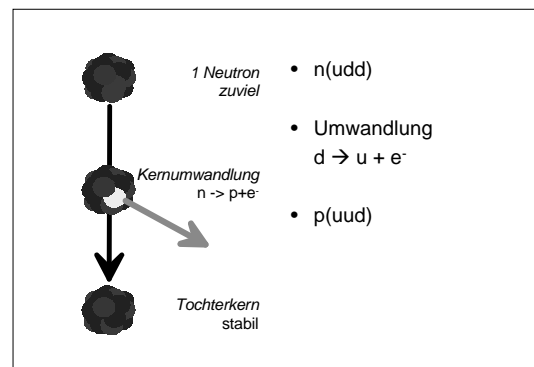 1 Neutron
zuviel
Kernumwandlung
n -> p+e-
Tochterkern
stabil
• n(udd)
• Umwandlung
d → u + e-
• p(uud)